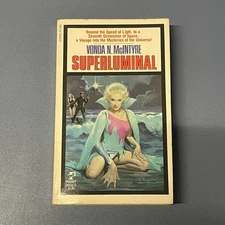 Beyond the Speed of Light, to a
Seventh Dimension of Space,
a Voyage into the Mysteries of the Universe!
VONDA N. McINTYRE
SUPERLUMINAL
POCKET